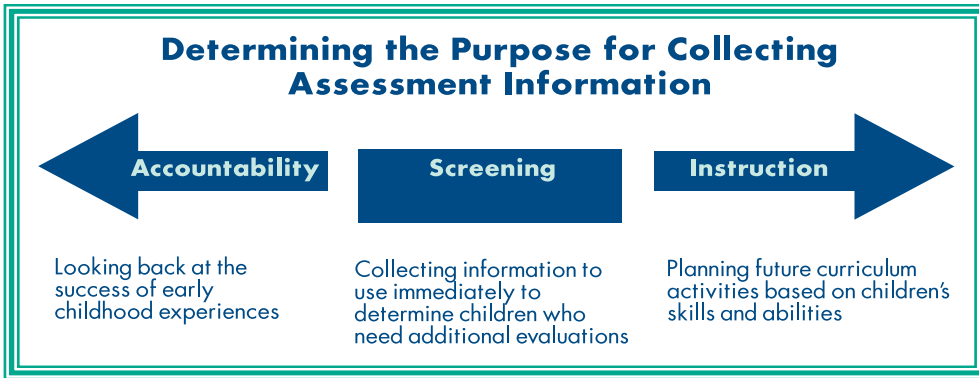 Determining the Purpose for Collecting
Assessment Information
Accountability
Screening
Instruction
Looking back at the
success of early
childhood experiences
Collecting information to
use immediately to
determine children who
need additional evaluations
Planning future curriculum
activities based on children’s
skills and abilities